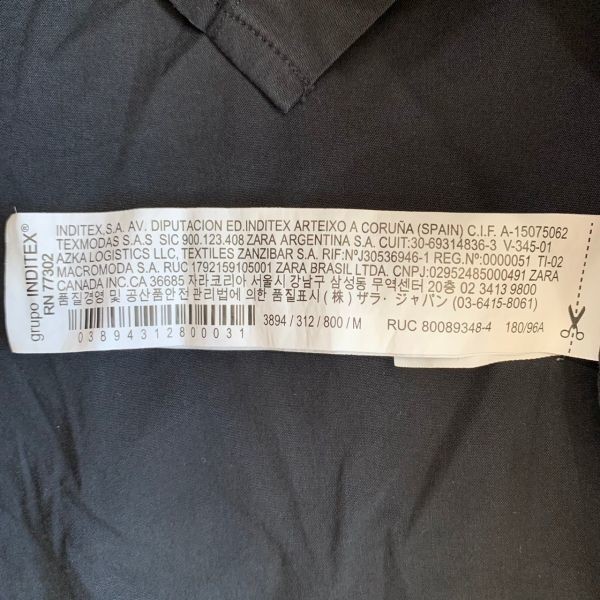 grupo INDITEX®
RN 77302
INDITEX,S.A. AV. DIPUTACION ED.INDITEX ARTEIXO A CORUÑA (SPAIN) C.I.F. A-15075062
TEXMODAS S.A.S SIC 900.123.408 ZARA ARGENTINA S.A. CUIT:30-69314836-3 V-345-01
AZKA LOGISTICS LLC, TEXTILES ZANZIBAR S.A. RIF:NºJ30536946-1 REG.Nº:0000051 TI-02
MACROMODA S.A. RUC 1792159105001 ZARA BRASIL LTDA. CNPJ:02952485000491 ZARA
CANADA INC.CA 36685 자라코리아 서울시 강남구 삼성동 무역센터 20층 02 3413 9800
품질경영 및 공산품안전관리법에 의한 품질표시 (株) ザラ・ジャパン (03-6415-8061)
03894312800031
3894 / 312 / 800 / M
RUC 80089348-4
180/96A